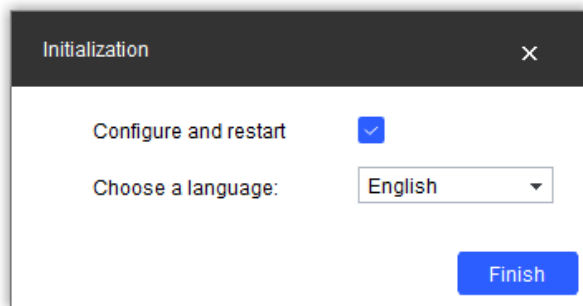 Initialization
Configure and restart
Choose a language: English
Finish